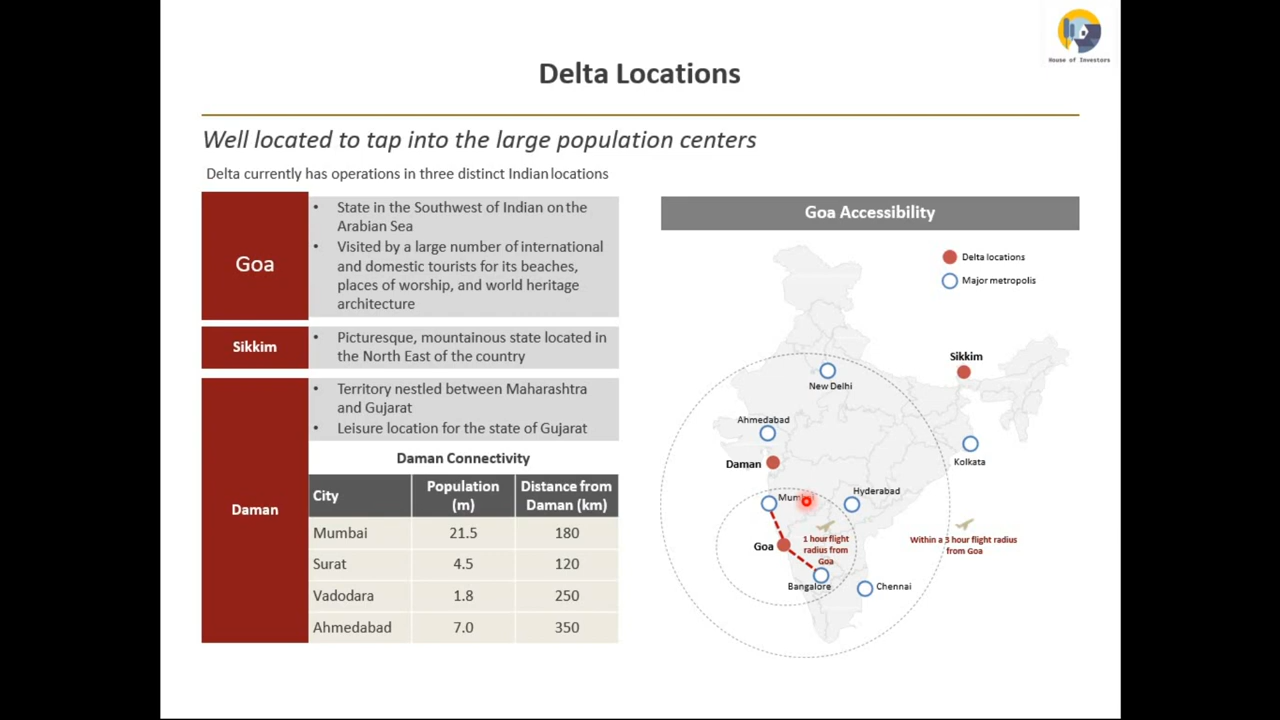 House of Investors
Delta Locations
Well located to tap into the large population centers
Delta currently has operations in three distinct Indian locations
Goa
• State in the Southwest of Indian on the
Arabian Sea
• Visited by a large number of international
and domestic tourists for its beaches,
places of worship, and world heritage
architecture
Sikkim
• Picturesque, mountainous state located in
the North East of the country
Daman
• Territory nestled between Maharashtra
and Gujarat
• Leisure location for the state of Gujarat
Daman Connectivity
City Population (m) Distance from Daman (km)
Mumbai 21.5 180
Surat 4.5 120
Vadodara 1.8 250
Ahmedabad 7.0 350
Goa Accessibility
Delta locations
Major metropolis
Sikkim
New Delhi
Ahmedabad
Kolkata
Daman
Hyderabad
Goa
1 hour flight
radius from
Goa
Within a 3 hour flight radius
from Goa
Bangalore
Chennai